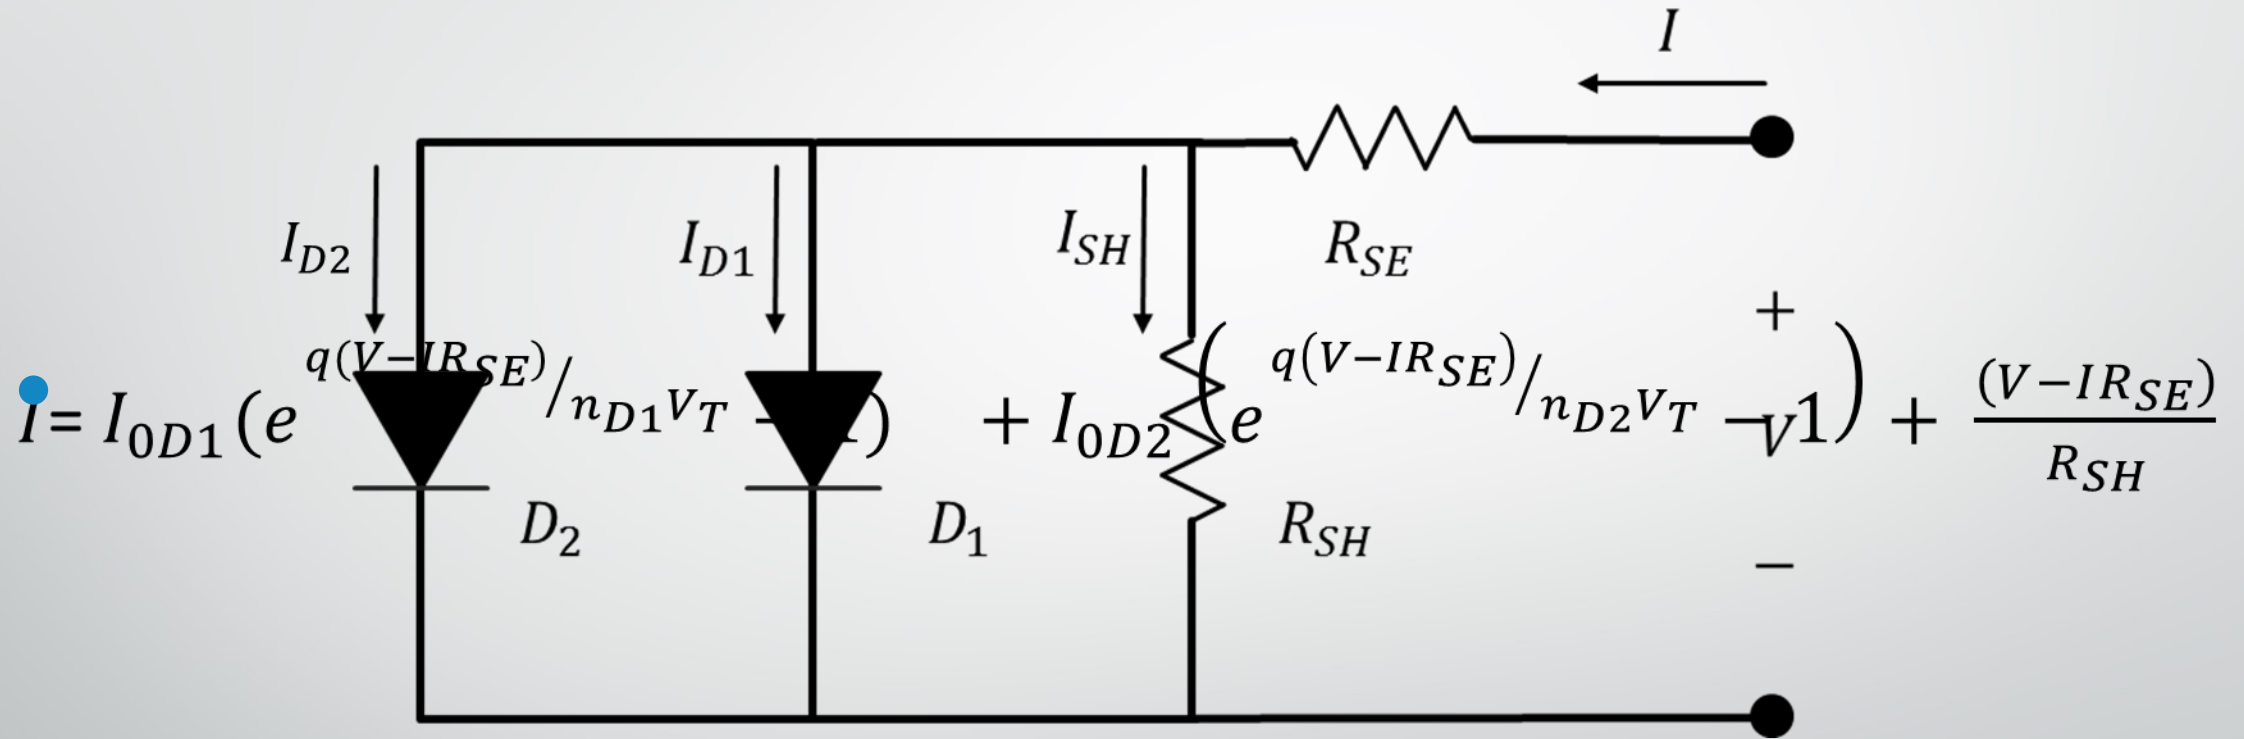 I
I_{D2}
I_{D1}
I_{SH}
R_{SE}
+
I = I_{0D1}(e^{q(V-IR_{SE})/n_{D1}V_T} - 1) + I_{0D2}(e^{q(V-IR_{SE})/n_{D2}V_T} - 1) + \frac{(V-IR_{SE})}{R_{SH}}
V
D_2
D_1
R_{SH}
−